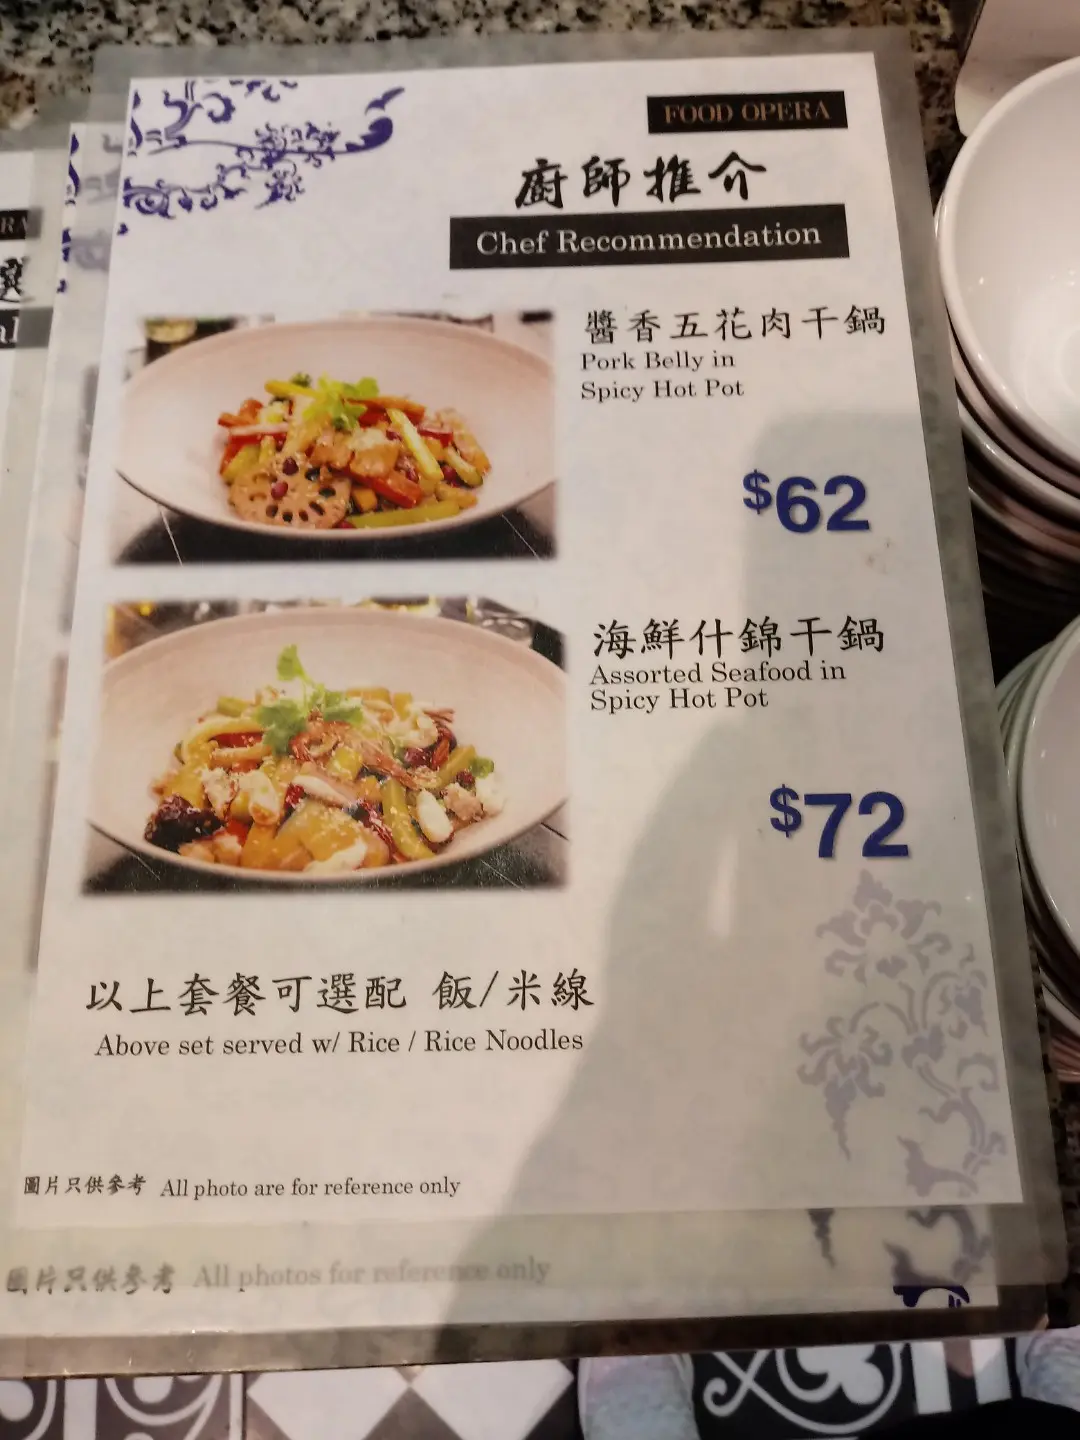 FOOD OPERA
廚師推介
Chef Recommendation
醬香五花肉干鍋
Pork Belly in
Spicy Hot Pot
$62
海鮮什錦干鍋
Assorted Seafood in
Spicy Hot Pot
$72
以上套餐可選配 飯/米線
Above set served w/ Rice / Rice Noodles
圖片只供參考 All photo are for reference only
圖片只供參考 All photos for reference only
RA
選
al